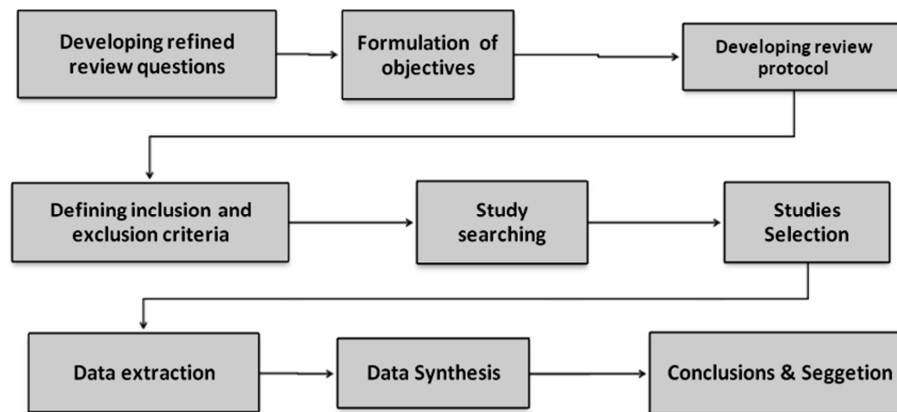 Developing refined
review questions
Formulation of
objectives
Developing review
protocol
Defining inclusion and
exclusion criteria
Study
searching
Studies
Selection
Data extraction
Data Synthesis
Conclusions & Seggetion